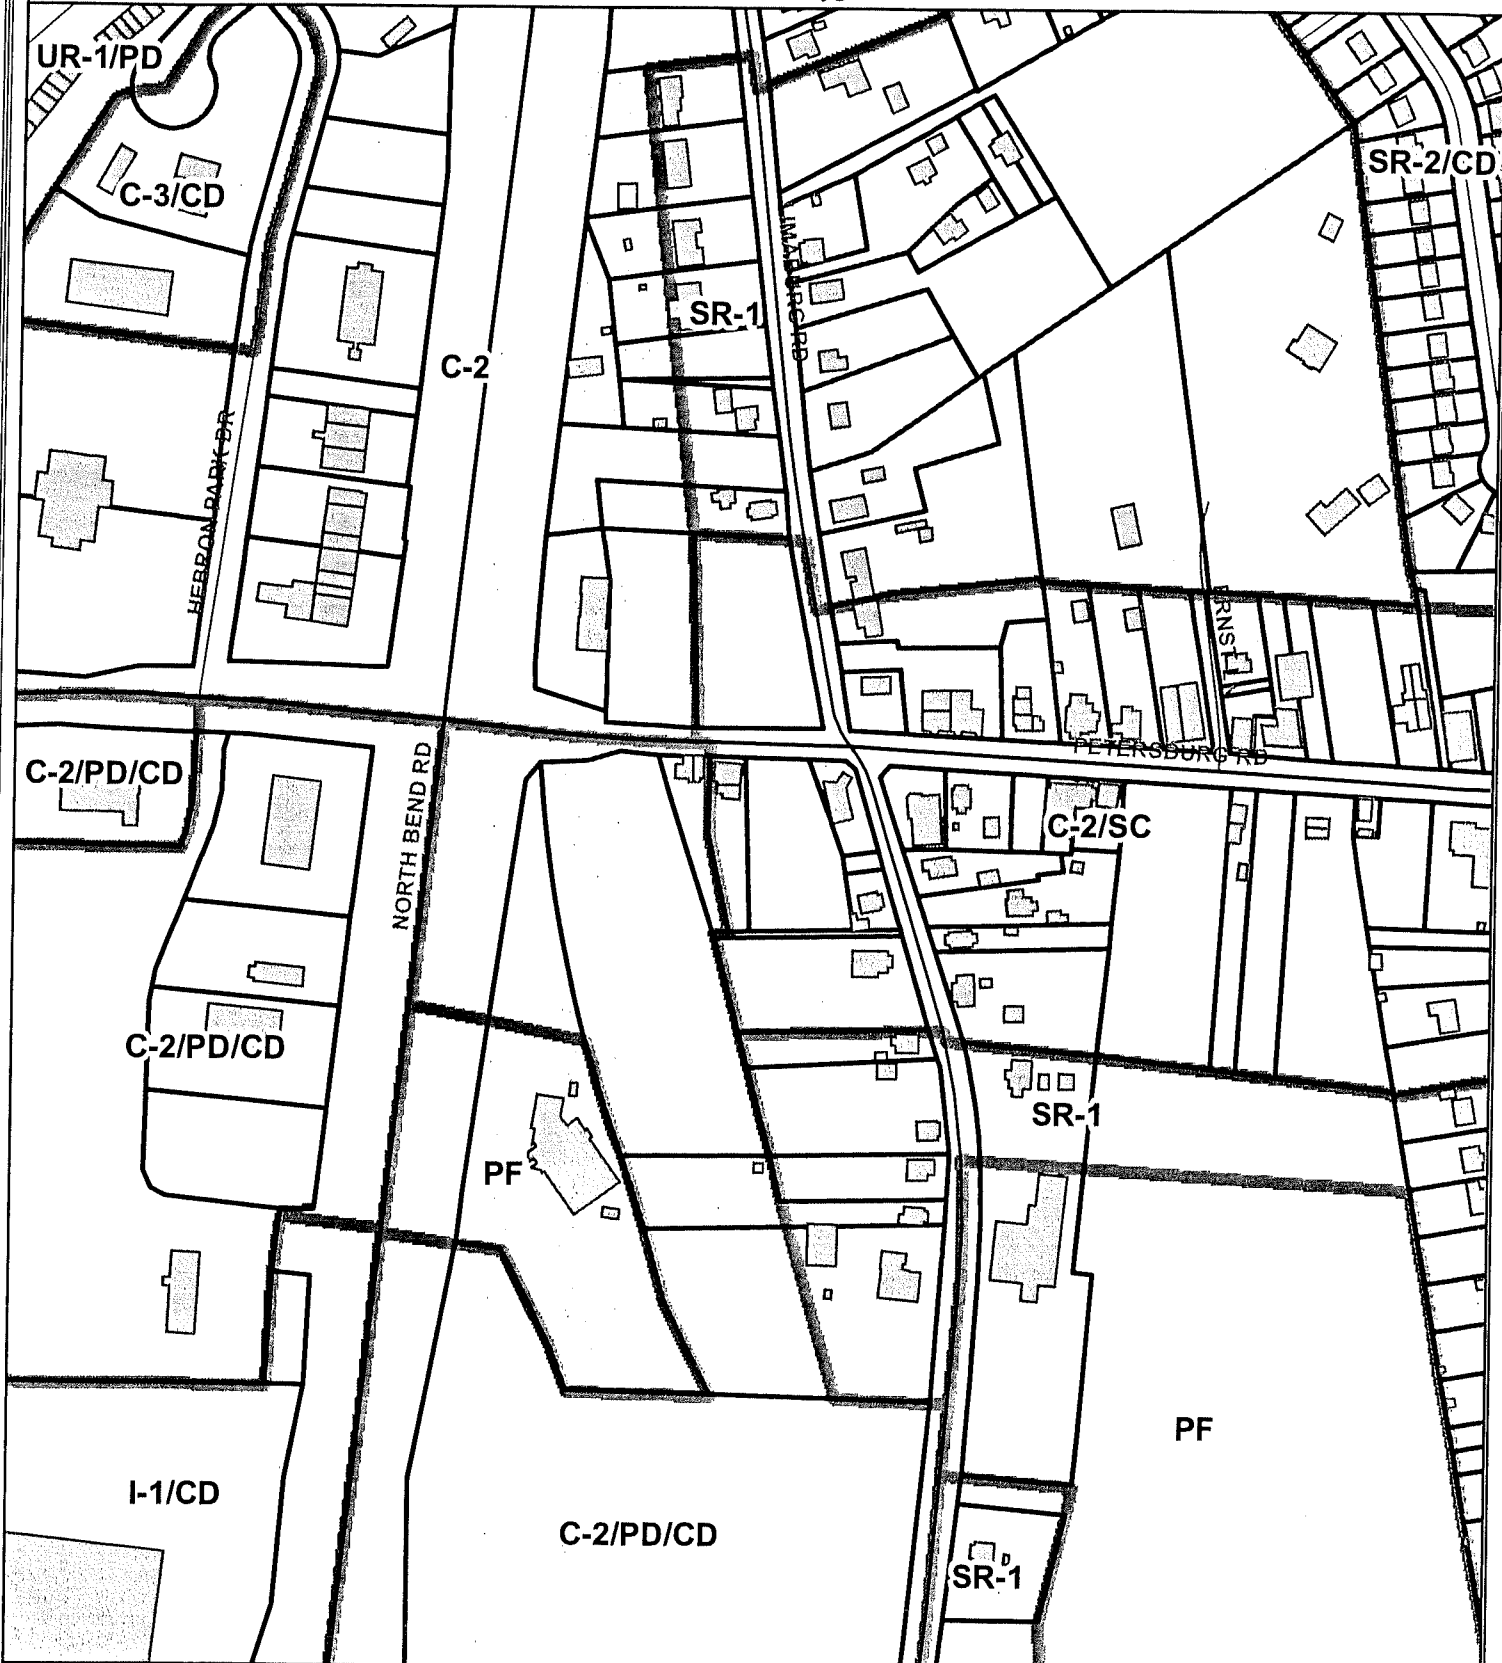 UR-1/PD
SR-2/CD
C-3/CD
SR-1
C-2
HEBRON PARK DR
PETERSBURG RD
C-2/PD/CD
C-2/SC
NORTH BEND RD
C-2/PD/CD
SR-1
PF
PF
I-1/CD
C-2/PD/CD
SR-1